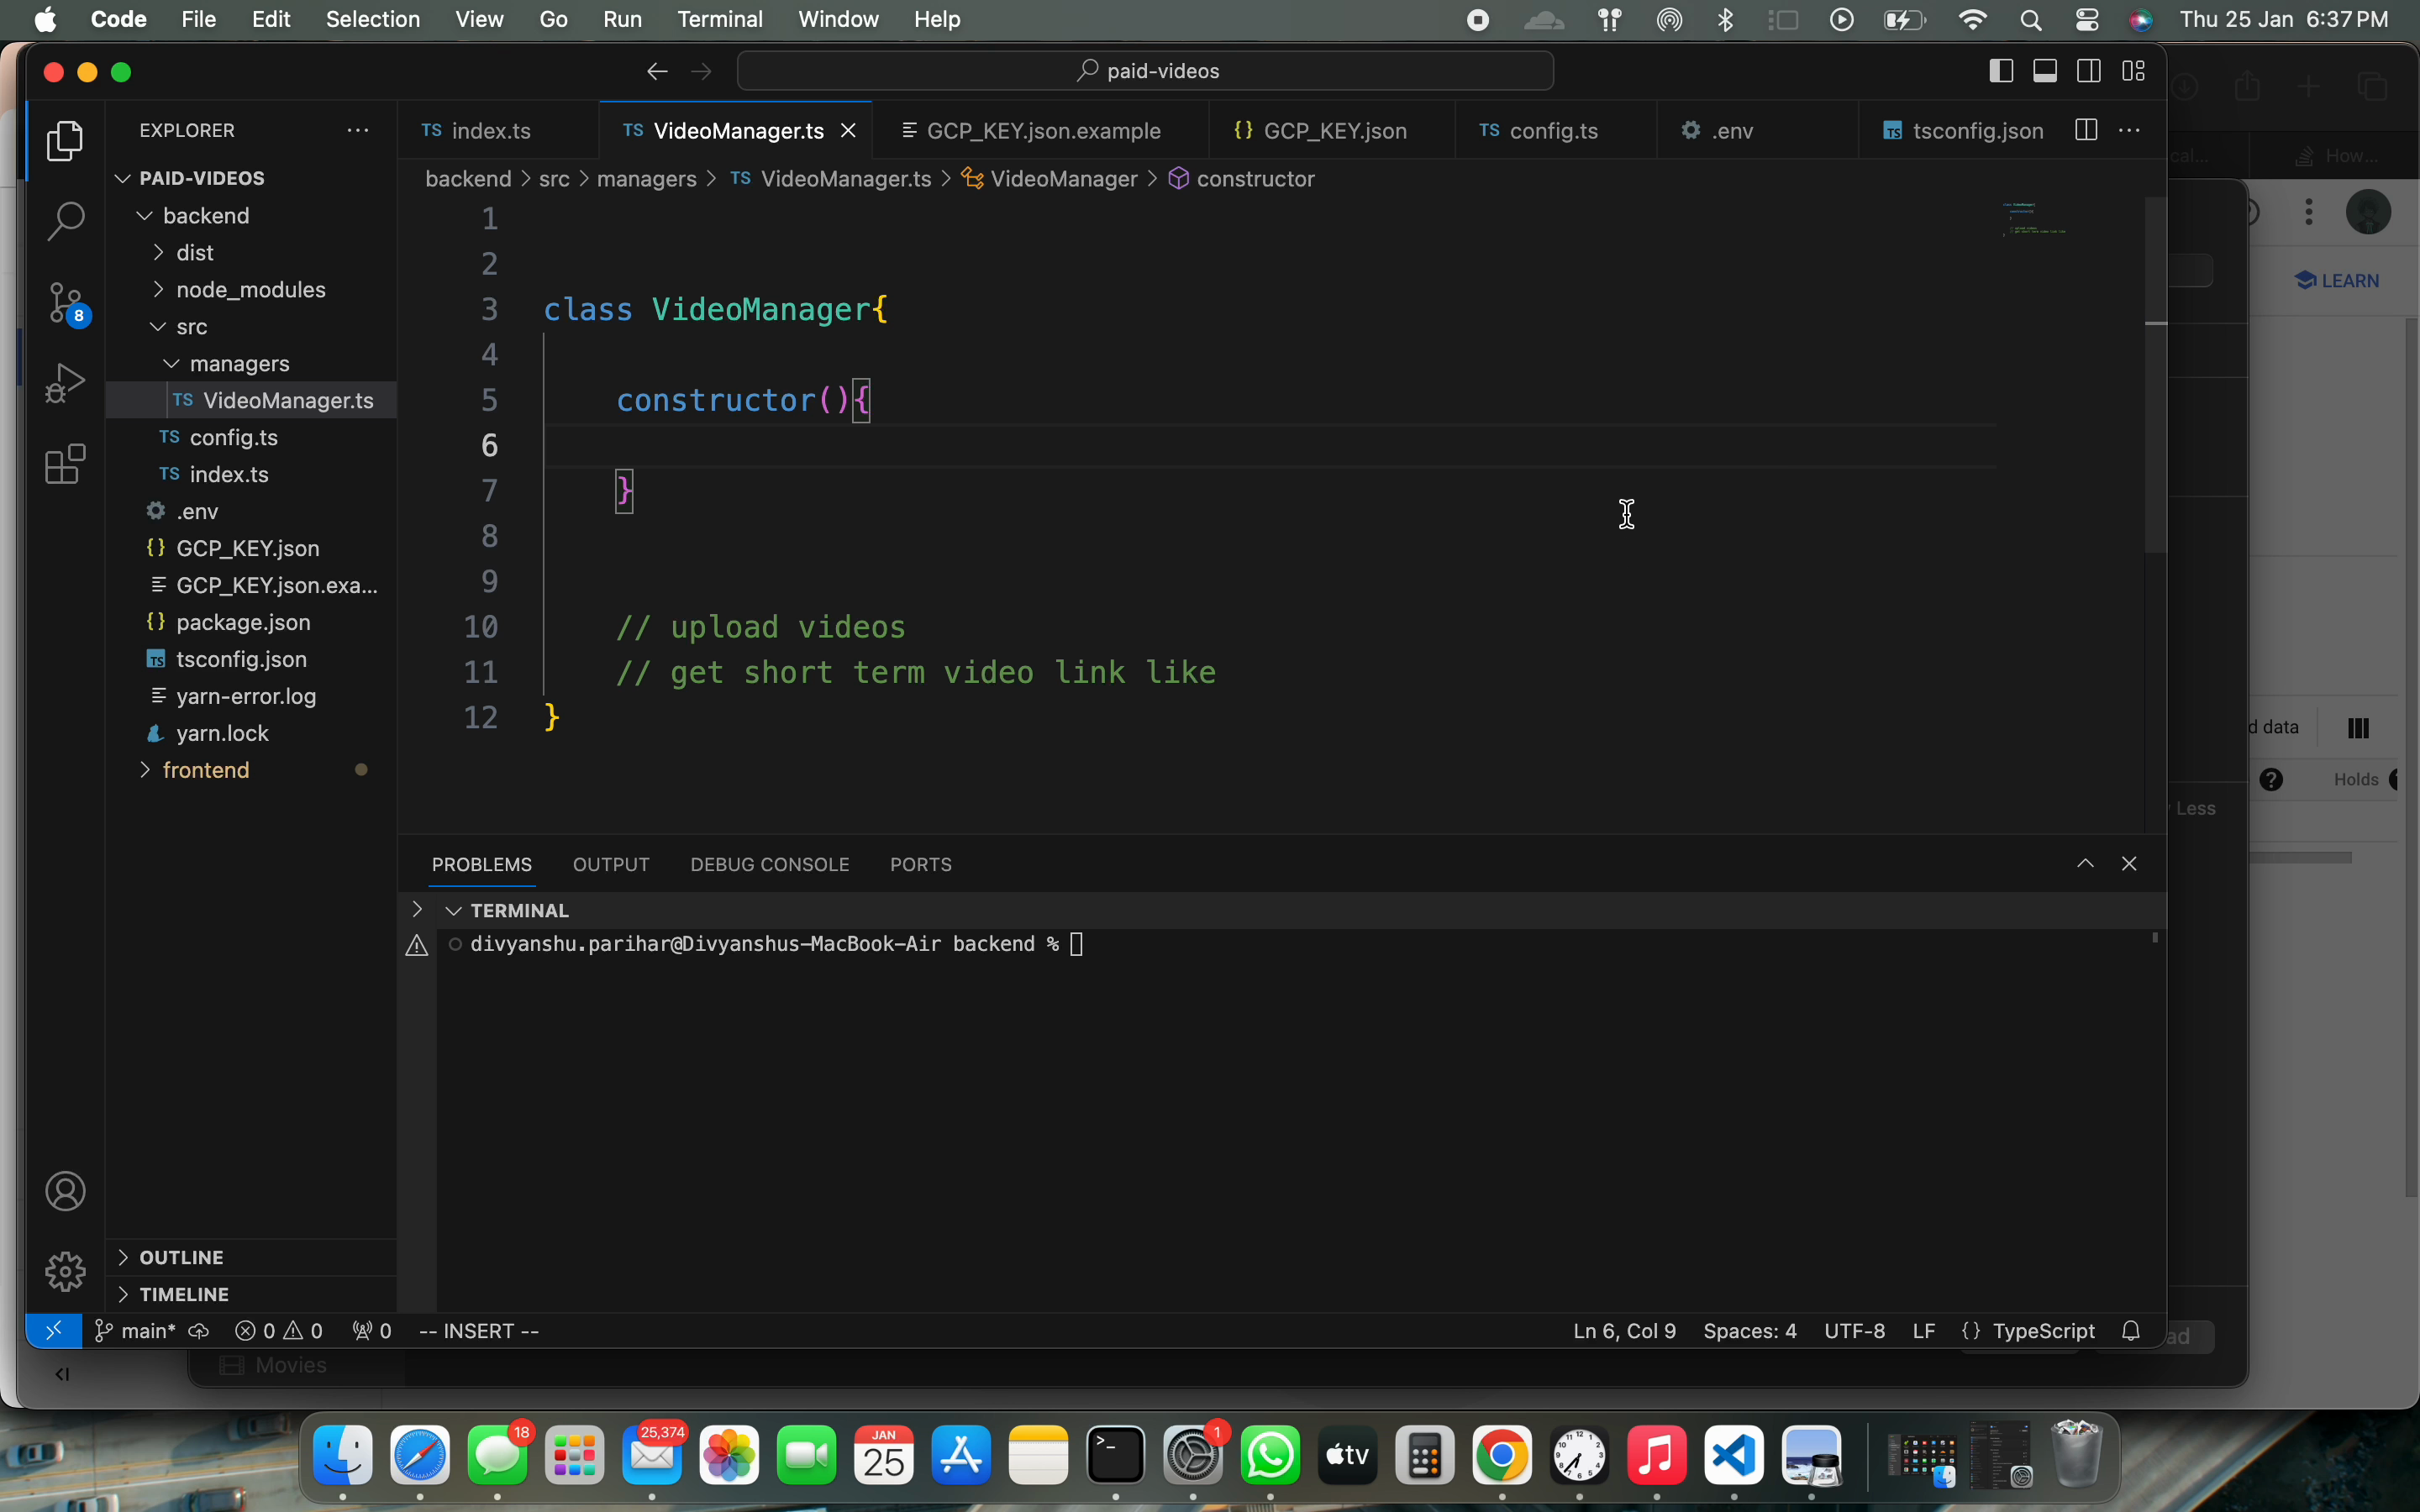 Code File Edit Selection View Go Run Terminal Window Help Thu 25 Jan 6:37 PM
paid-videos
EXPLORER
TS index.ts TS VideoManager.ts GCP_KEY.json.example {} GCP_KEY.json TS config.ts .env TS tsconfig.json
backend > src > managers > TS VideoManager.ts > VideoManager > constructor
PAID-VIDEOS
backend
dist
node_modules
src
managers
TS VideoManager.ts
TS config.ts
TS index.ts
.env
{} GCP_KEY.json
GCP_KEY.json.exa...
{} package.json
TS tsconfig.json
yarn-error.log
yarn.lock
frontend
8
1
2
3 class VideoManager{
4
5 constructor(){
6
7 }
8
9
10 // upload videos
11 // get short term video link like
12 }
PROBLEMS OUTPUT DEBUG CONSOLE PORTS
TERMINAL
divyanshu.parihar@Divyanshus-MacBook-Air backend %
OUTLINE
TIMELINE
main* 0 0 0 -- INSERT -- Ln 6, Col 9 Spaces: 4 UTF-8 LF {} TypeScript
cal... How...
LEARN
d data
Holds
Less
ad
Movies
18 25,374 JAN 25 1 tv